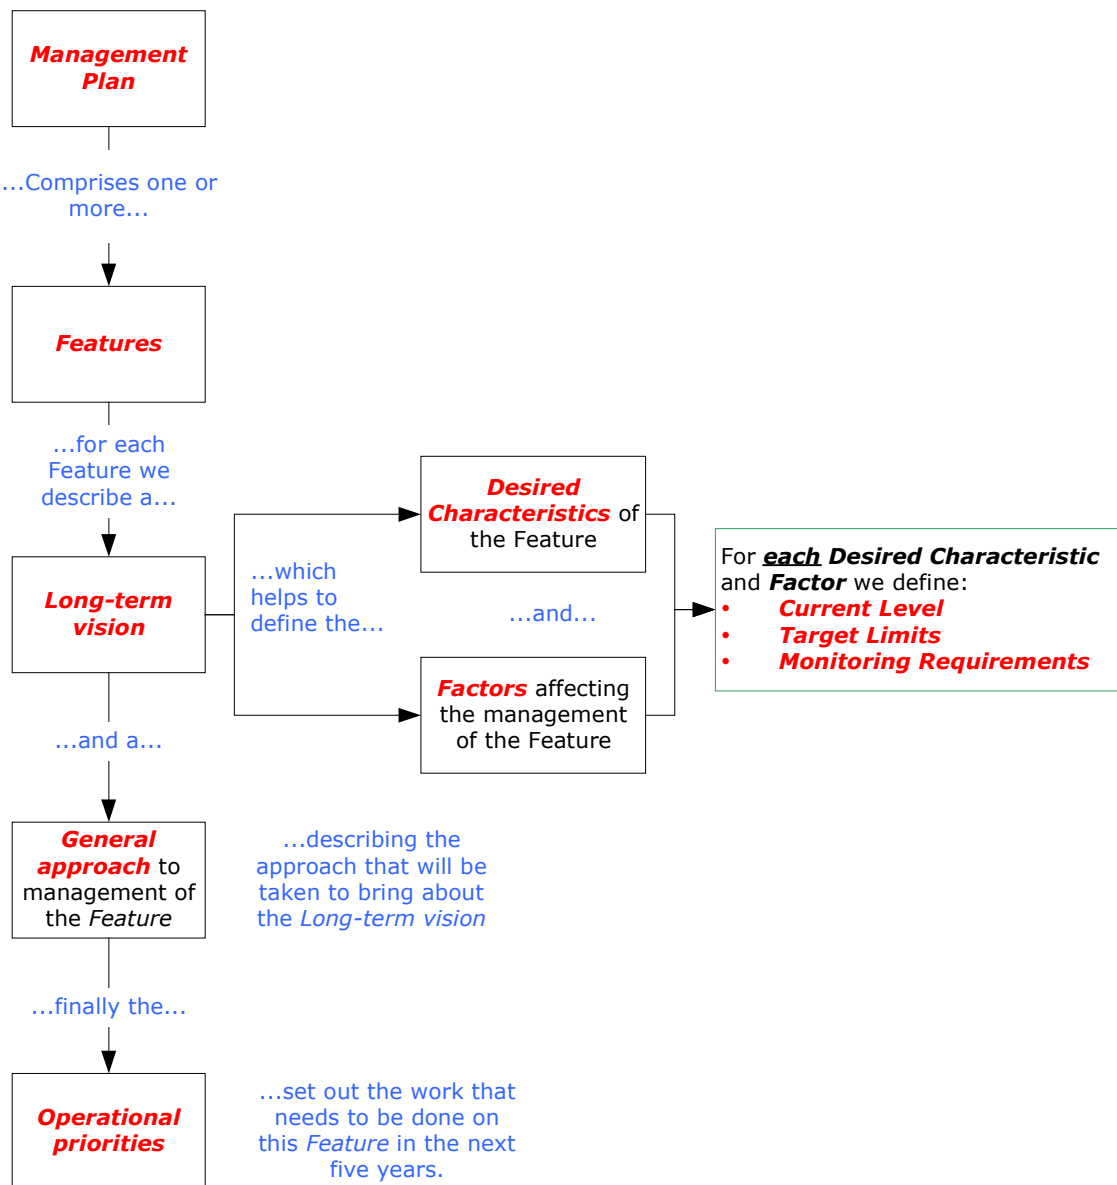 Management
Plan
…Comprises one or
more…
Features
…for each
Feature we
describe a…
Long-term
vision
…which
helps to
define the…
Desired
Characteristics of
the Feature
…and…
Factors affecting
the management
of the Feature
For each Desired Characteristic
and Factor we define:
• Current Level
• Target Limits
• Monitoring Requirements
…and a…
General
approach to
management of
the Feature
…describing the
approach that will be
taken to bring about
the Long-term vision
…finally the…
Operational
priorities
…set out the work that
needs to be done on
this Feature in the next
five years.